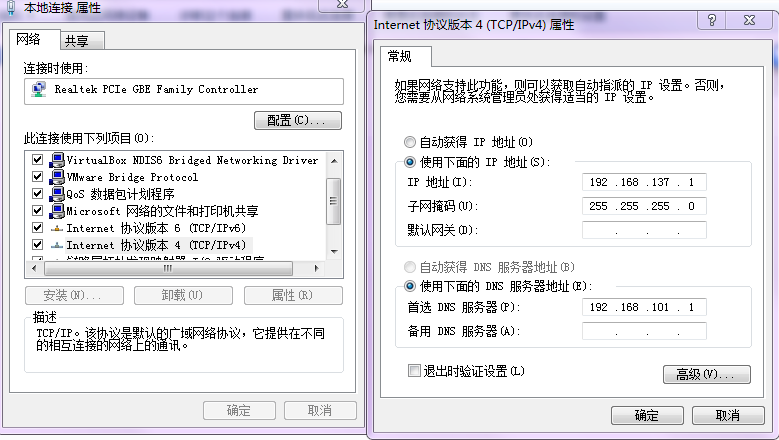 本地连接 属性
网络
共享
连接时使用:
Realtek PCIe GBE Family Controller
配置(C)...
此连接使用下列项目(O):
VirtualBox NDIS6 Bridged Networking Driver
VMware Bridge Protocol
QoS 数据包计划程序
Microsoft 网络的文件和打印机共享
Internet 协议版本 6 (TCP/IPv6)
Internet 协议版本 4 (TCP/IPv4)
安装(N)...
卸载(U)
属性(R)
描述
TCP/IP。该协议是默认的广域网络协议，它提供在不同
的相互连接的网络上的通讯。
确定
取消
Internet 协议版本 4 (TCP/IPv4) 属性
常规
如果网络支持此功能，则可以获取自动指派的 IP 设置。否则，
您需要从网络系统管理员处获得适当的 IP 设置。
自动获得 IP 地址(O)
使用下面的 IP 地址(S):
IP 地址(I):
192 .168 .137 . 1
子网掩码(U):
255 .255 .255 . 0
默认网关(D):
. . .
自动获得 DNS 服务器地址(B)
使用下面的 DNS 服务器地址(E):
首选 DNS 服务器(P):
192 .168 .101 . 1
备用 DNS 服务器(A):
. . .
退出时验证设置(L)
高级(V)...
确定
取消